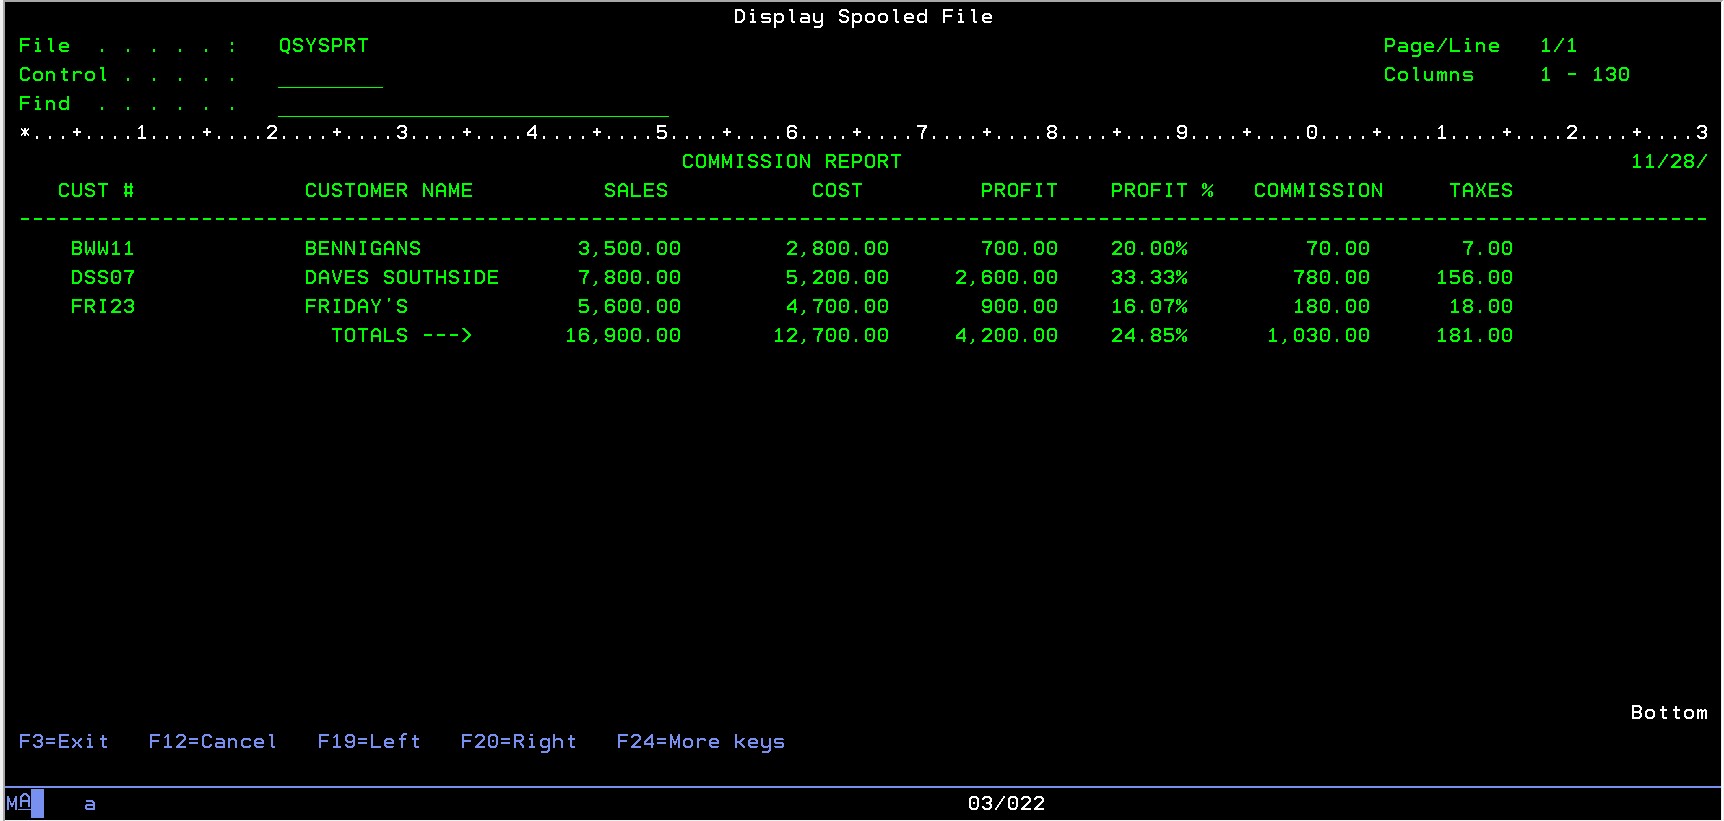 Display Spooled File
File  . . . . . :   QSYSPRT                                                                              Page/Line   1/1
Control . . . . .   ________                                                                             Columns     1 - 130
Find  . . . . . .   ______________________________
*...+....1....+....2....+....3....+....4....+....5....+....6....+....7....+....8....+....9....+....0....+....1....+....2....+....3
COMMISSION REPORT                                                        11/28/
CUST #             CUSTOMER NAME          SALES           COST         PROFIT    PROFIT %   COMMISSION     TAXES
----------------------------------------------------------------------------------------------------------------------------------
BWW11             BENNIGANS            3,500.00        2,800.00       700.00    20.00%         70.00       7.00
DSS07             DAVES SOUTHSIDE      7,800.00        5,200.00     2,600.00    33.33%        780.00     156.00
FRI23             FRIDAY'S             5,600.00        4,700.00       900.00    16.07%        180.00      18.00
TOTALS --->       16,900.00       12,700.00     4,200.00    24.85%      1,030.00     181.00
Bottom
F3=Exit   F12=Cancel   F19=Left   F20=Right   F24=More keys
MA   a   03/022